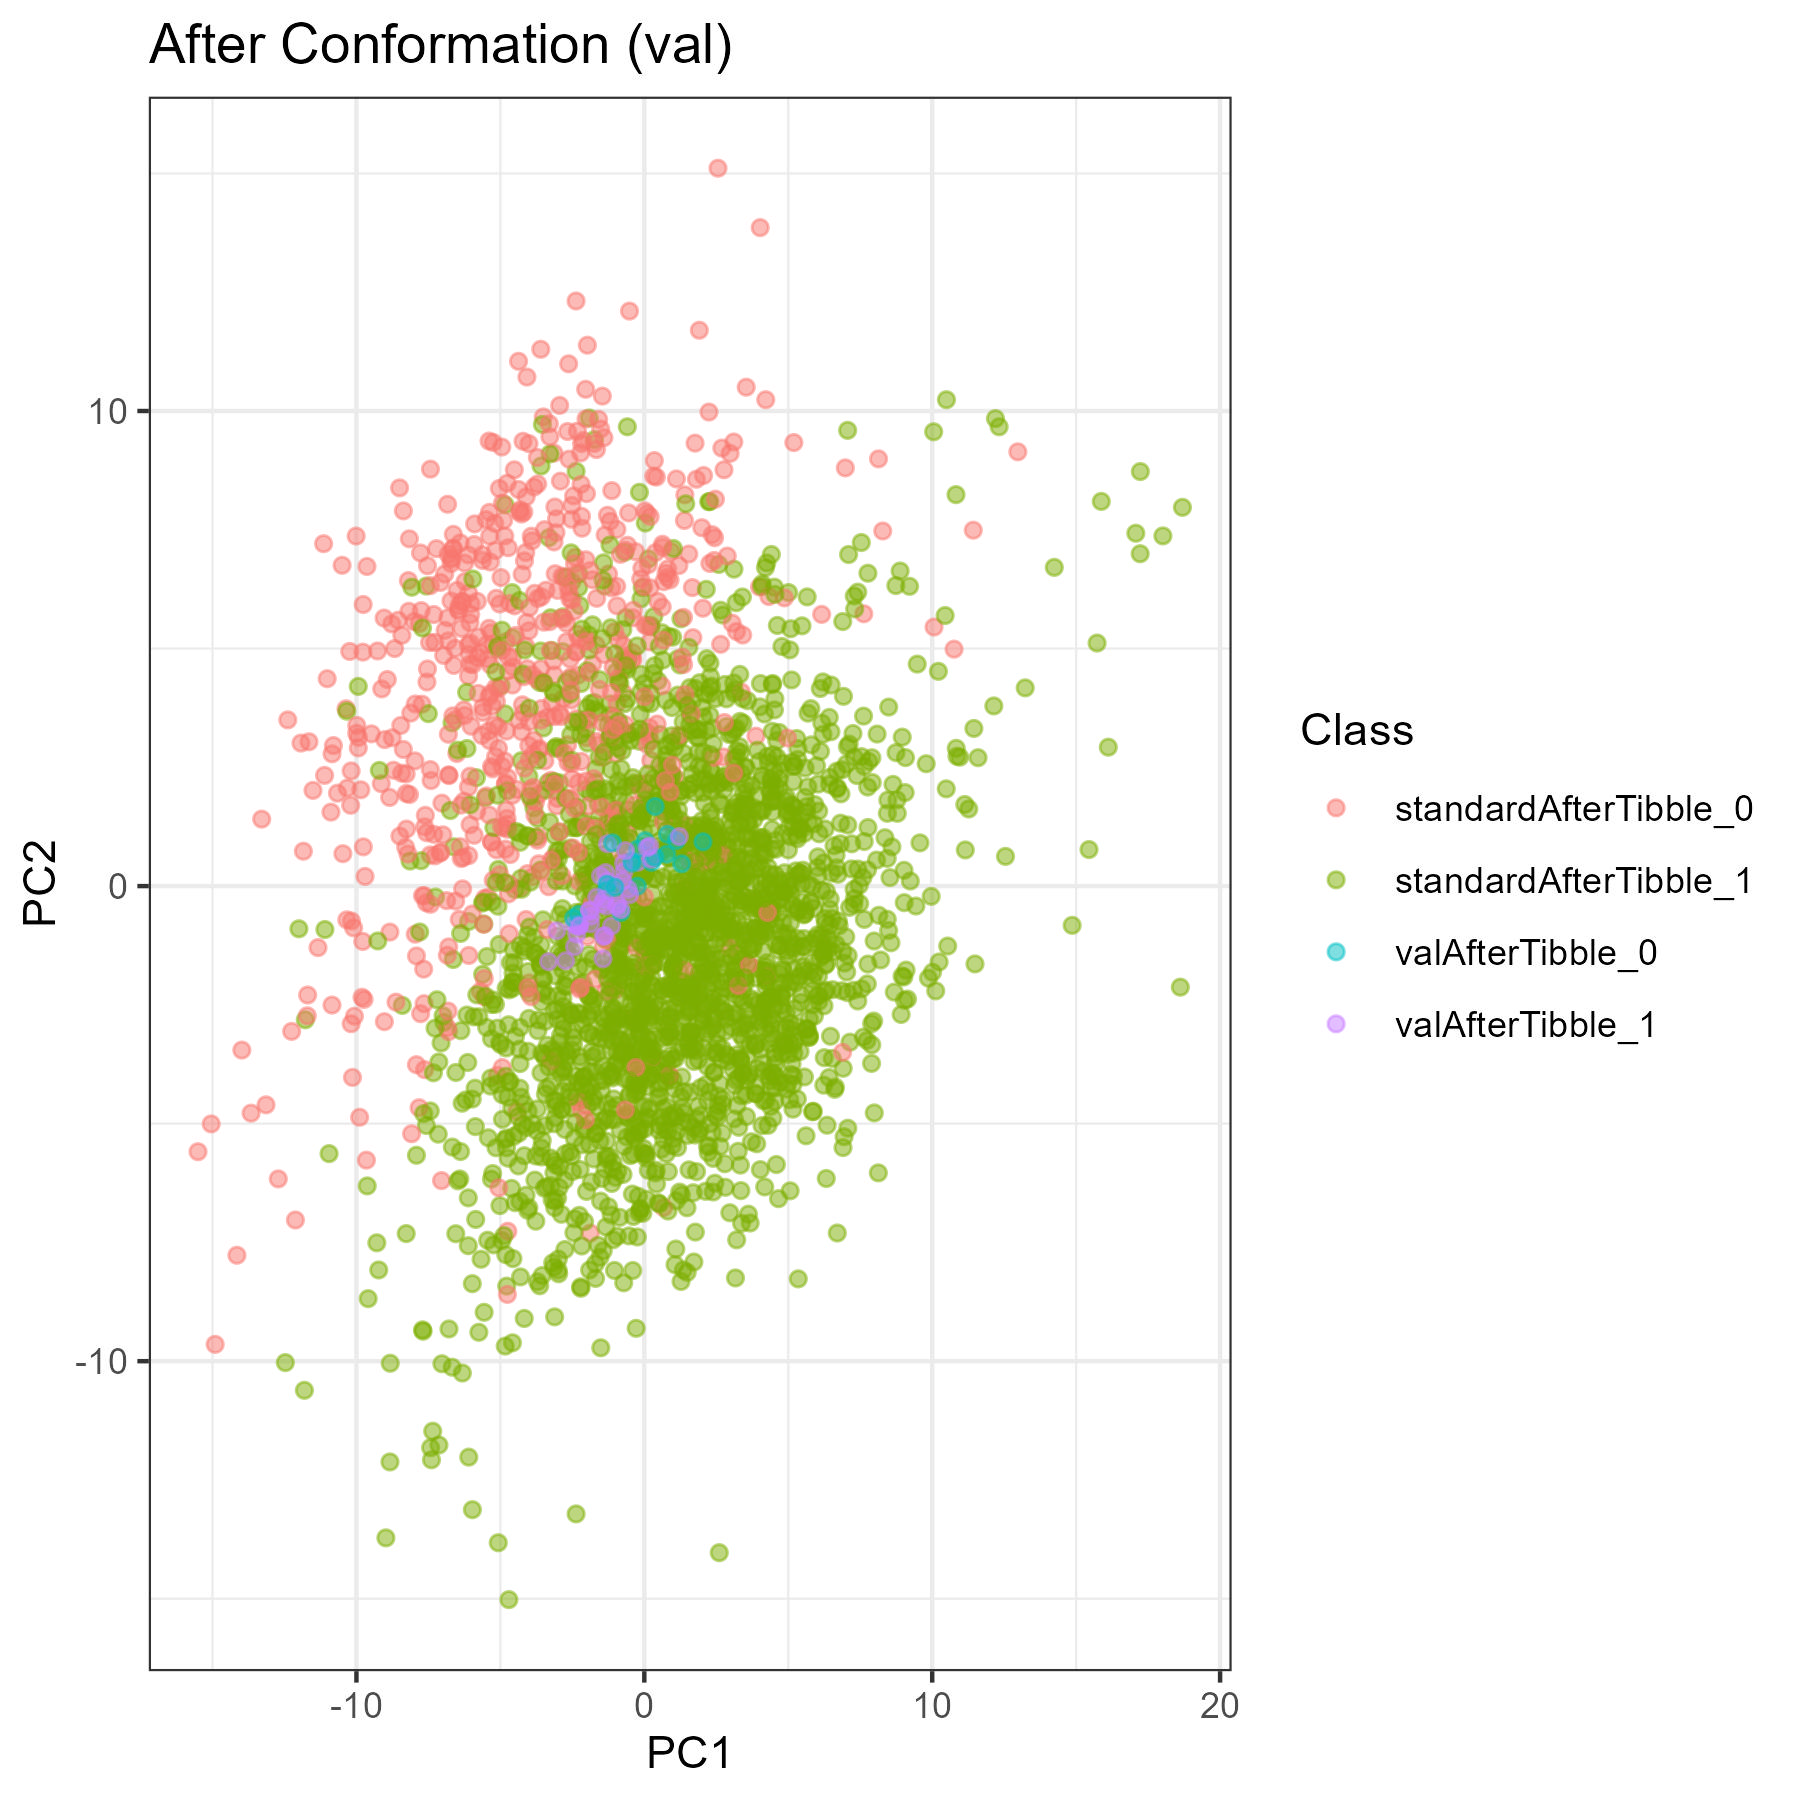 After Conformation (val)
10
0
-10
PC2
-10
0
10
20
PC1
Class
standardAfterTibble_0
standardAfterTibble_1
valAfterTibble_0
valAfterTibble_1